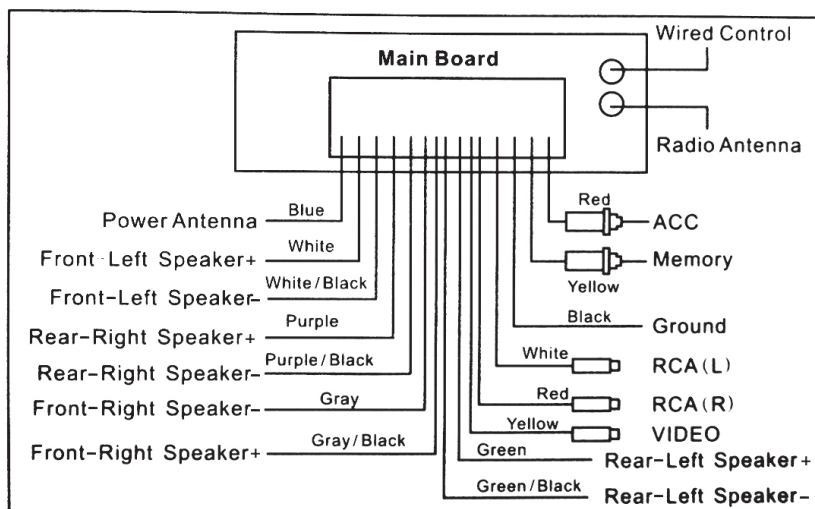 Wired Control
Main Board
Radio Antenna
Power Antenna Blue
Front-Left Speaker+ White
Front-Left Speaker- White/Black
Rear-Right Speaker+ Purple
Rear-Right Speaker- Purple/Black
Front-Right Speaker- Gray
Front-Right Speaker+ Gray/Black
Red ACC
Memory
Yellow
Black Ground
White RCA(L)
Red RCA(R)
Yellow VIDEO
Green Rear-Left Speaker+
Green/Black Rear-Left Speaker-